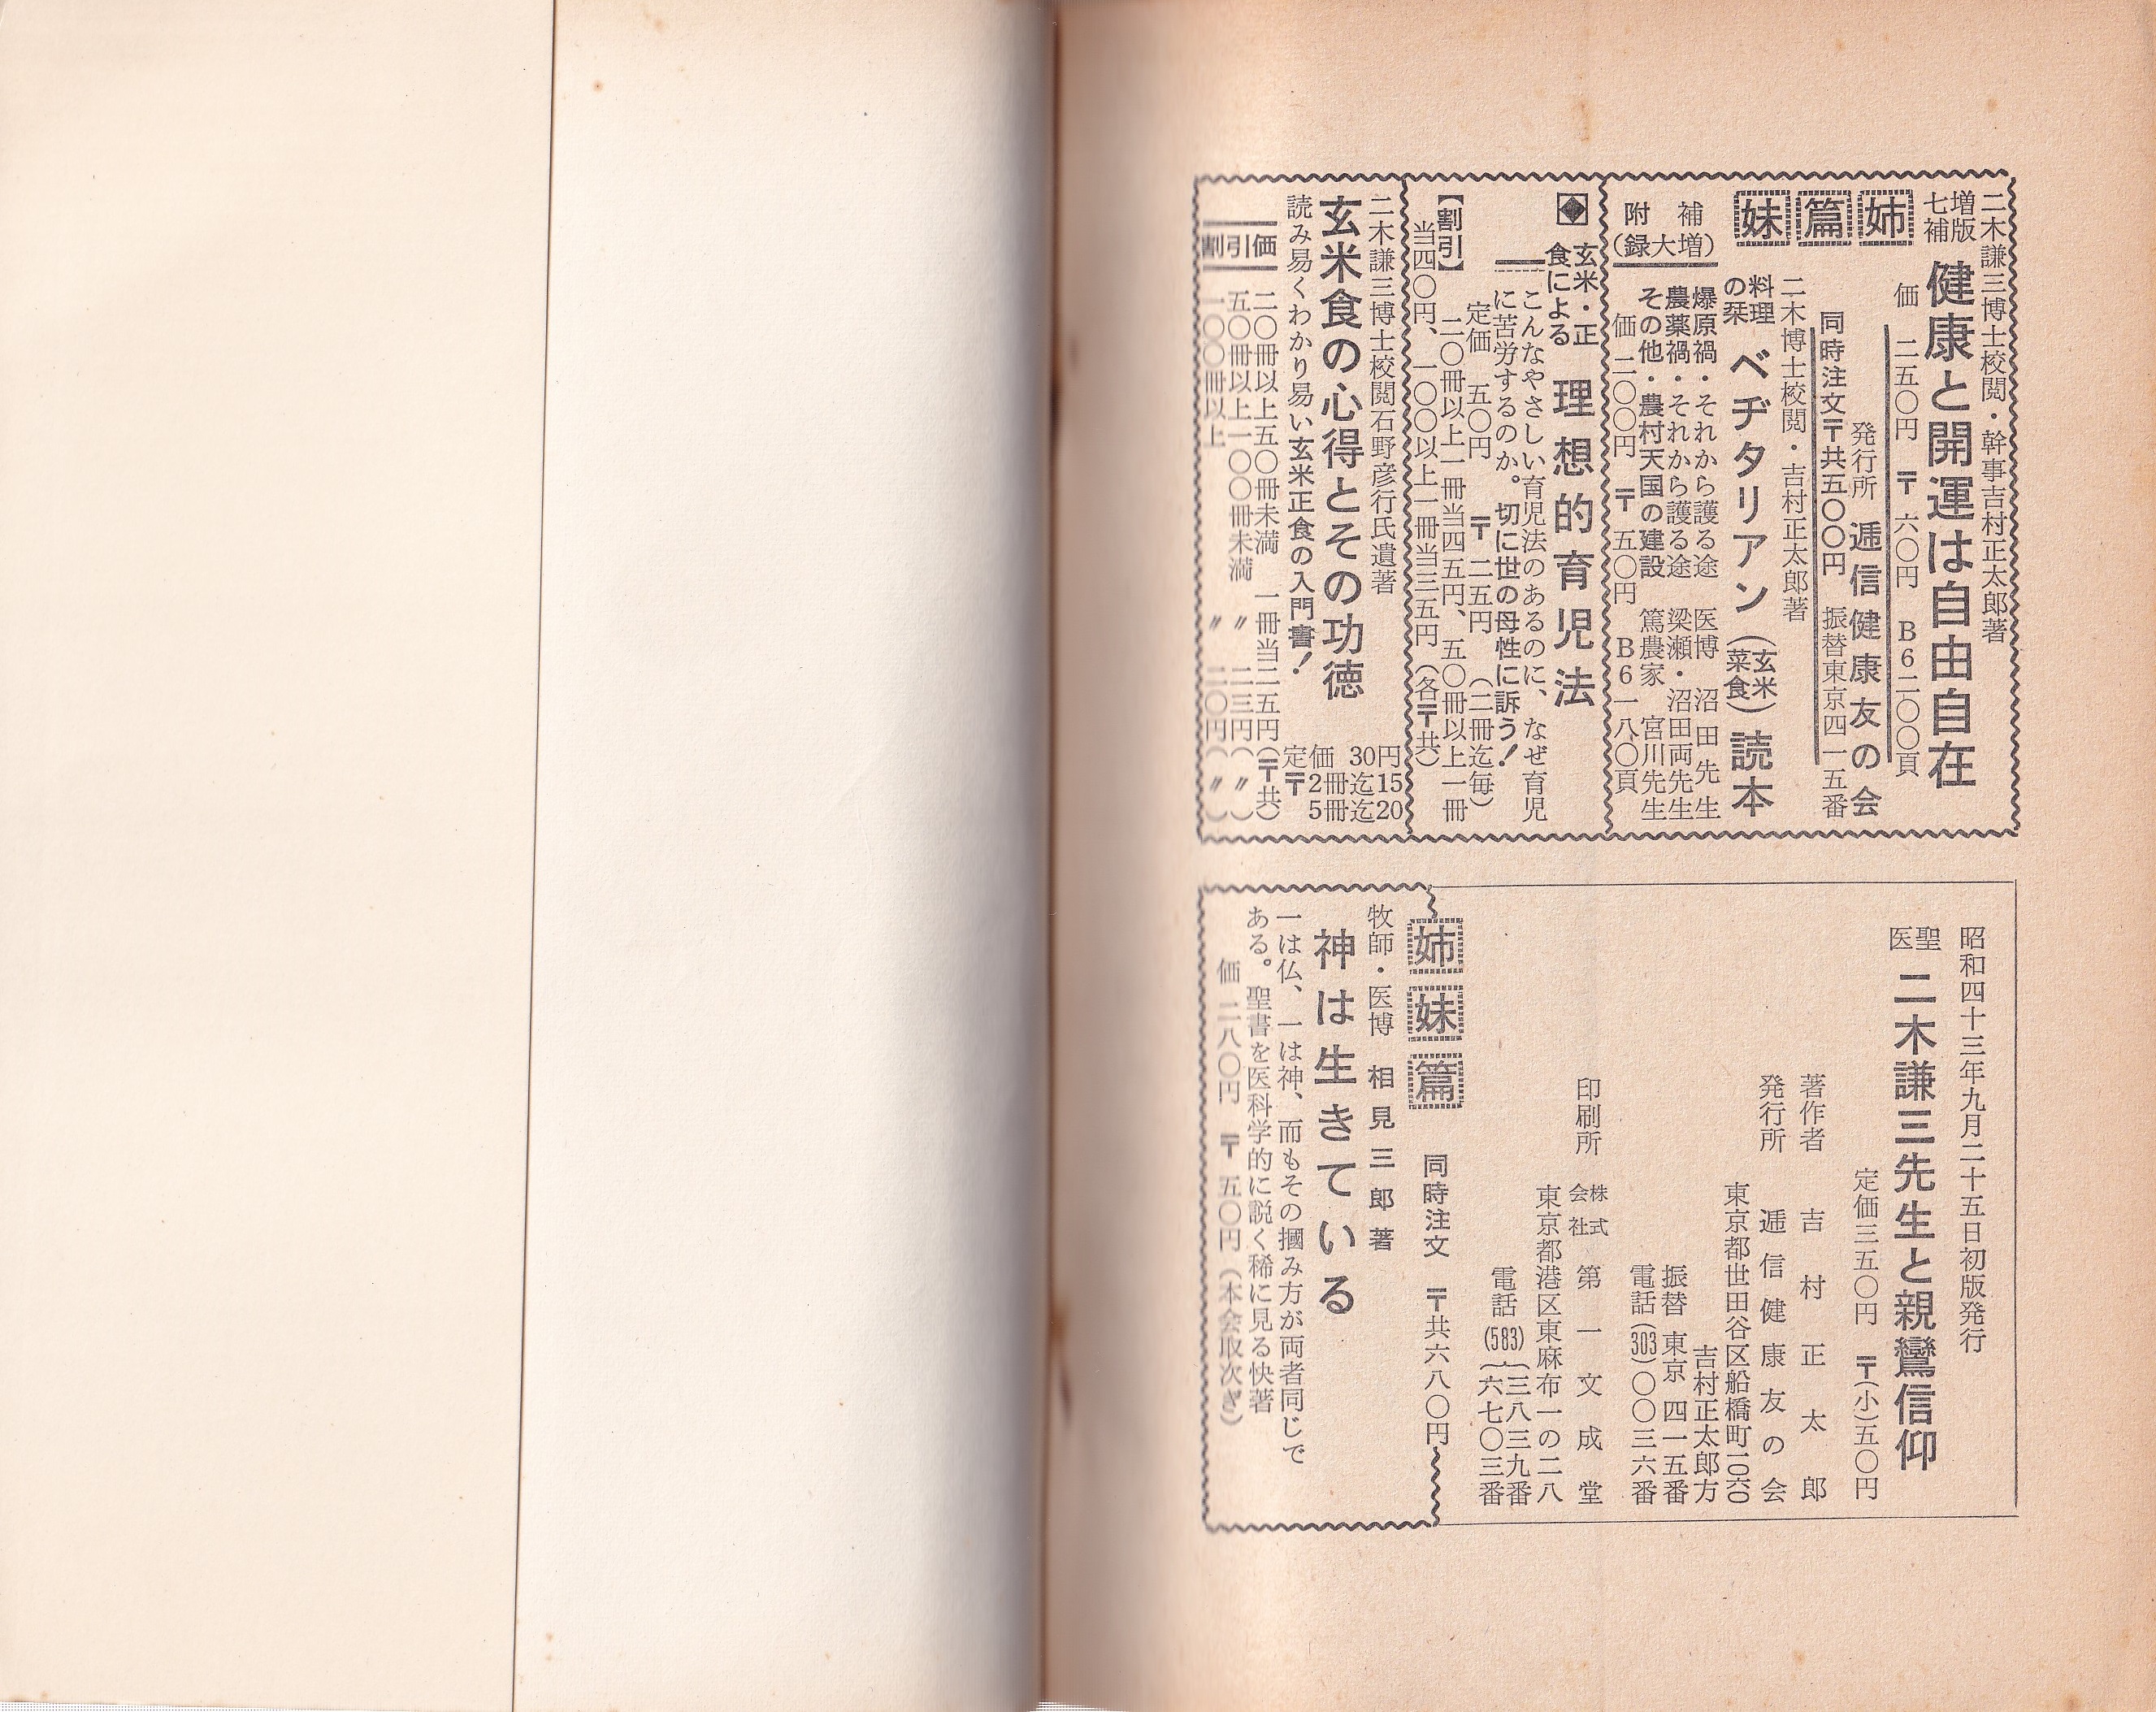 二木謙三博士校閲・幹事吉村正太郎著
増補
七版
健康と開運は自由自在
価 二五〇円 〒 六〇円 B6二〇〇頁
姉
篇
妹
発行所 逓信健康友の会
同時注文〒共五〇〇円 振替東京四一五番
二木博士校閲・吉村正太郎著
料理
の栞
ベヂタリアン(玄米菜食)読本
補
附
(増大録)
爆原禍・それから護る途 医博 沼田先生
農薬禍・それから護る途 梁瀬・沼田両先生
その他・農村天国の建設 篤農家 宮川先生
価 二〇〇円 〒 五〇円 B6一八〇頁
玄米・正
食による
理想的育児法
こんなやさしい育児法のあるのに、なぜ育児
に苦労するのか。切に世の母性に訴う!
定価 五〇円 〒 二五円 (二冊迄毎)
【割引】
二〇冊以上一冊当四五円、五〇冊以上一冊
当四〇円、一〇〇以上一冊当三五円 (各〒共)
二木謙三博士校閲石野彦行氏遺著
玄米食の心得とその功徳
定価 30円
〒 2冊迄15
5冊迄20
読み易くわかり易い玄米正食の入門書!
価
引
割
二〇冊以上五〇冊未満 一冊当二五円(〒共)
五〇冊以上一〇〇冊未満 〃 二三円(〃)
一〇〇冊以上 〃 二〇円(〃)
昭和四十三年九月二十五日初版発行
聖医
二木謙三先生と親鸞信仰
定価三五〇円 〒(小)五〇円
著作者 吉村正太郎
発行所 逓信健康友の会
東京都世田谷区船橋町一〇六〇
吉村正太郎方
振替 東京 四一五番
電話(303)〇〇三六番
印刷所 株式会社 第一文成堂
東京都港区東麻布一の二八
電話(583){三八三九番
六七〇三番
姉
妹
篇
同時注文 〒共六八〇円
牧師・医博 相見三郎著
神は生きている
一は仏、一は神、而もその摑み方が両者同じで
ある。聖書を医科学的に説く稀に見る快著
価 二八〇円 〒 五〇円(本会取次ぎ)